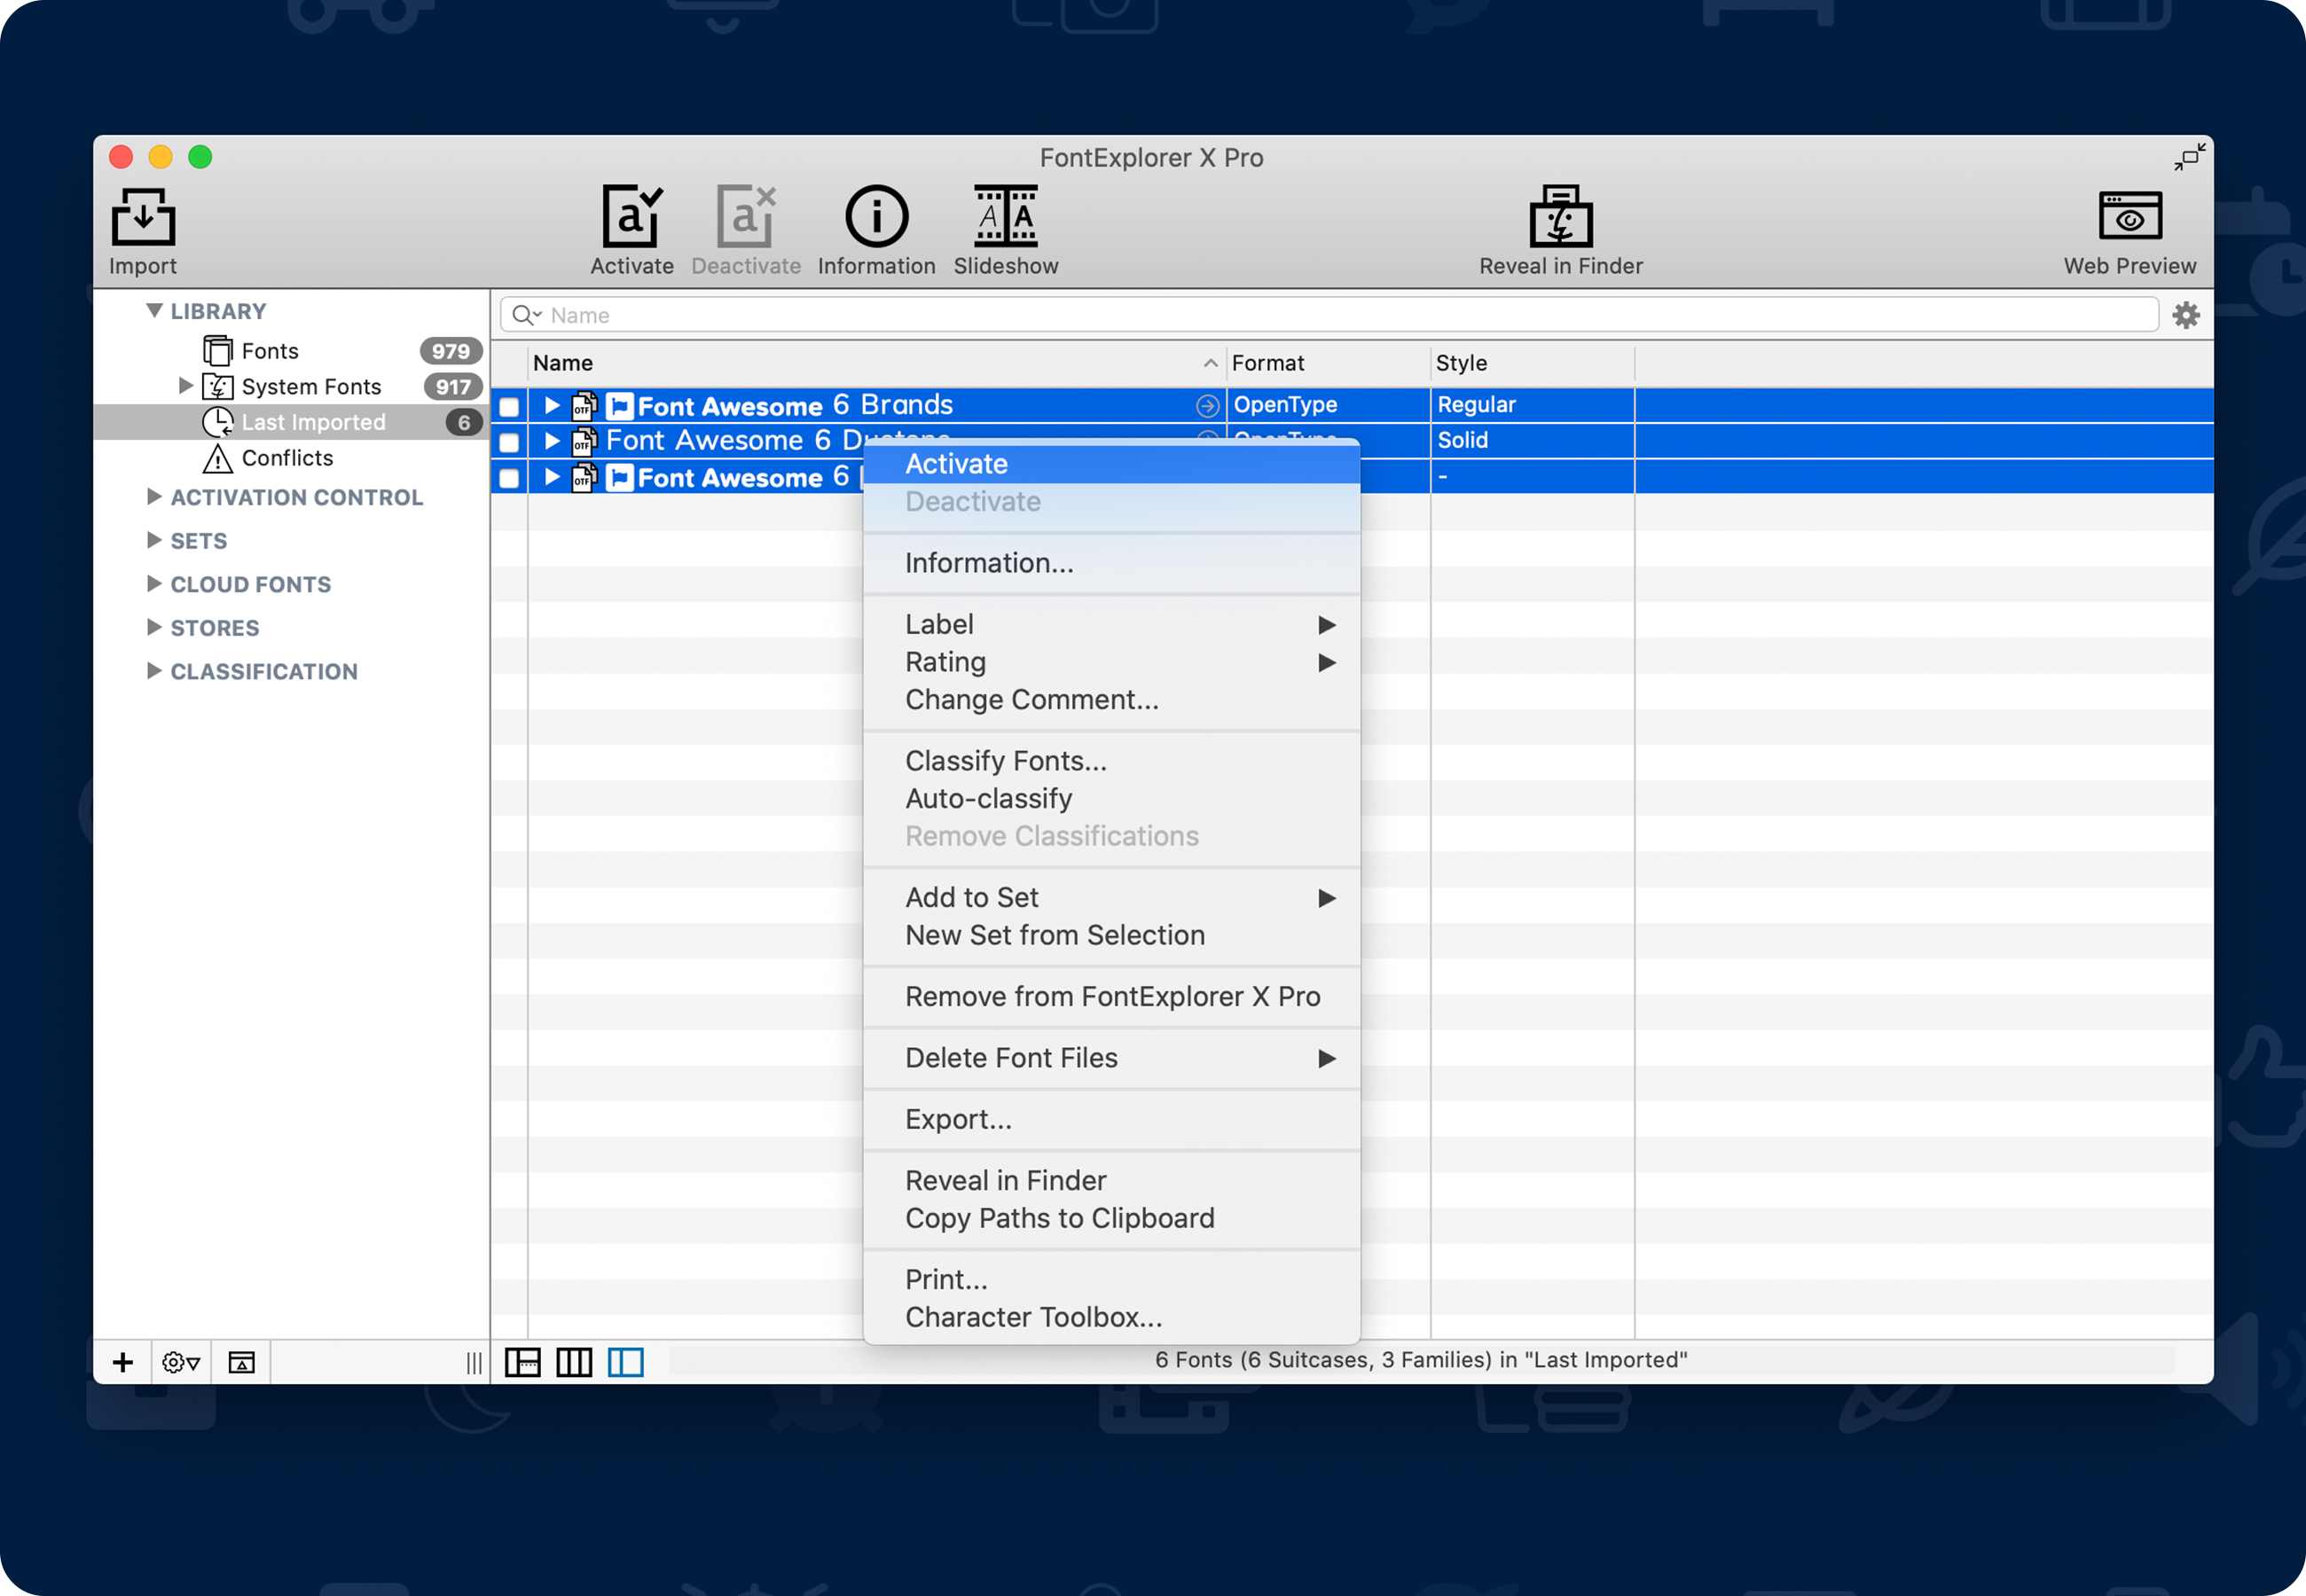 FontExplorer X Pro
Import
Activate
Deactivate
Information
Slideshow
Reveal in Finder
Web Preview
LIBRARY
Fonts 979
System Fonts 917
Last Imported 6
Conflicts
ACTIVATION CONTROL
SETS
CLOUD FONTS
STORES
CLASSIFICATION
Name
Name Format Style
Font Awesome 6 Brands OpenType Regular
Font Awesome 6 Duotone OpenType Solid
Font Awesome 6 -
Activate
Deactivate
Information...
Label
Rating
Change Comment...
Classify Fonts...
Auto-classify
Remove Classifications
Add to Set
New Set from Selection
Remove from FontExplorer X Pro
Delete Font Files
Export...
Reveal in Finder
Copy Paths to Clipboard
Print...
Character Toolbox...
6 Fonts (6 Suitcases, 3 Families) in "Last Imported"